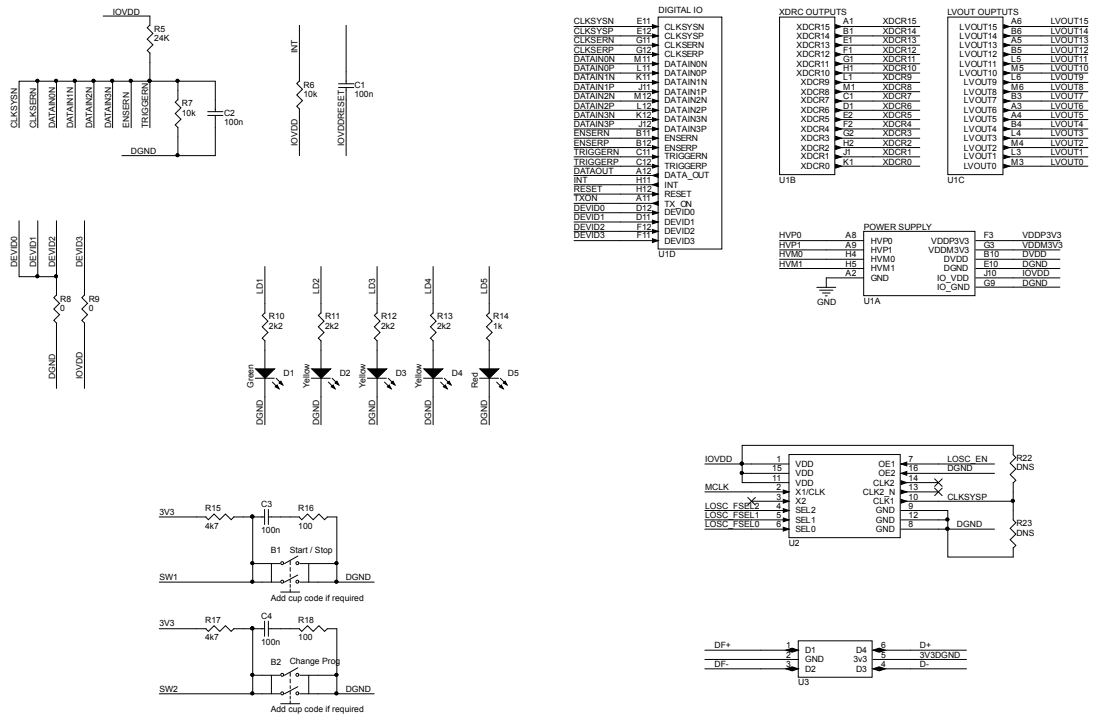 IOVDD
R5
24K
CLKSYSN
CLKSERN
DATAIN0N
DATAIN1N
DATAIN2N
DATAIN3N
ENSERN
TRIGGERN
R7
10k
C2
100n
DGND
INT
R6
10k
IOVDD
C1
100n
IOVDDRESET
DEVID0
DEVID1
DEVID2
DEVID3
R8
0
R9
0
DGND
IOVDD
LD1
LD2
LD3
LD4
LD5
R10
2k2
R11
2k2
R12
2k2
R13
2k2
R14
1k
Green
D1
Yellow
D2
Yellow
D3
Yellow
D4
Red
D5
DGND
DGND
DGND
DGND
DGND
3V3
R15
4k7
C3
100n
R16
100
B1 Start / Stop
SW1
DGND
Add cup code if required
3V3
R17
4k7
C4
100n
R18
100
B2 Change Prog
SW2
DGND
Add cup code if required
DIGITAL IO
CLKSYSN E11 CLKSYSN
CLKSYSP E12 CLKSYSP
CLKSERN G11 CLKSERN
CLKSERP G12 CLKSERP
DATAIN0N M11 DATAIN0N
DATAIN0P L11 DATAIN0P
DATAIN1N K11 DATAIN1N
DATAIN1P J11 DATAIN1P
DATAIN2N M12 DATAIN2N
DATAIN2P L12 DATAIN2P
DATAIN3N K12 DATAIN3N
DATAIN3P J12 DATAIN3P
ENSERN B11 ENSERN
ENSERP B12 ENSERP
TRIGGERN C11 TRIGGERN
TRIGGERP C12 TRIGGERP
DATAOUT A12 DATA_OUT
INT H11 INT
RESET H12 RESET
TXON A11 TX_ON
DEVID0 D12 DEVID0
DEVID1 D11 DEVID1
DEVID2 F12 DEVID2
DEVID3 F11 DEVID3
U1D
XDRC OUTPUTS
XDCR15 A1 XDCR15
XDCR14 B1 XDCR14
XDCR13 E1 XDCR13
XDCR12 F1 XDCR12
XDCR11 G1 XDCR11
XDCR10 H1 XDCR10
XDCR9 L1 XDCR9
XDCR8 M1 XDCR8
XDCR7 C1 XDCR7
XDCR6 D1 XDCR6
XDCR5 E2 XDCR5
XDCR4 F2 XDCR4
XDCR3 G2 XDCR3
XDCR2 H2 XDCR2
XDCR1 J1 XDCR1
XDCR0 K1 XDCR0
U1B
LVOUT OUPTUTS
LVOUT15 A6 LVOUT15
LVOUT14 B6 LVOUT14
LVOUT13 A5 LVOUT13
LVOUT12 B5 LVOUT12
LVOUT11 L5 LVOUT11
LVOUT10 M5 LVOUT10
LVOUT9 L6 LVOUT9
LVOUT8 M6 LVOUT8
LVOUT7 B3 LVOUT7
LVOUT6 A3 LVOUT6
LVOUT5 A4 LVOUT5
LVOUT4 B4 LVOUT4
LVOUT3 L4 LVOUT3
LVOUT2 M4 LVOUT2
LVOUT1 L3 LVOUT1
LVOUT0 M3 LVOUT0
U1C
POWER SUPPLY
HVP0 A8 HVP0 VDDP3V3 F3 VDDP3V3
HVP1 A9 HVP1 VDDM3V3 G3 VDDM3V3
HVM0 H4 HVM0 DVDD B10 DVDD
HVM1 H5 HVM1 DGND E10 DGND
A2 GND IO_VDD J10 IOVDD
IO_GND G9 DGND
GND
U1A
IOVDD 1 VDD OE1 7 LOSC_EN
15 VDD OE2 16 DGND
11 VDD CLK2 14
MCLK 2 X1/CLK CLK2_N 13
3 X2 CLK1 10 CLKSYSP
LOSC_FSEL2 4 SEL2 GND 9
LOSC_FSEL1 5 SEL1 GND 12
LOSC_FSEL0 6 SEL0 GND 8 DGND
U2
R22
DNS
R23
DNS
DF+ 1 D1 D4 6 D+
2 GND 3v3 5 3V3DGND
DF- 3 D2 D3 4 D-
U3